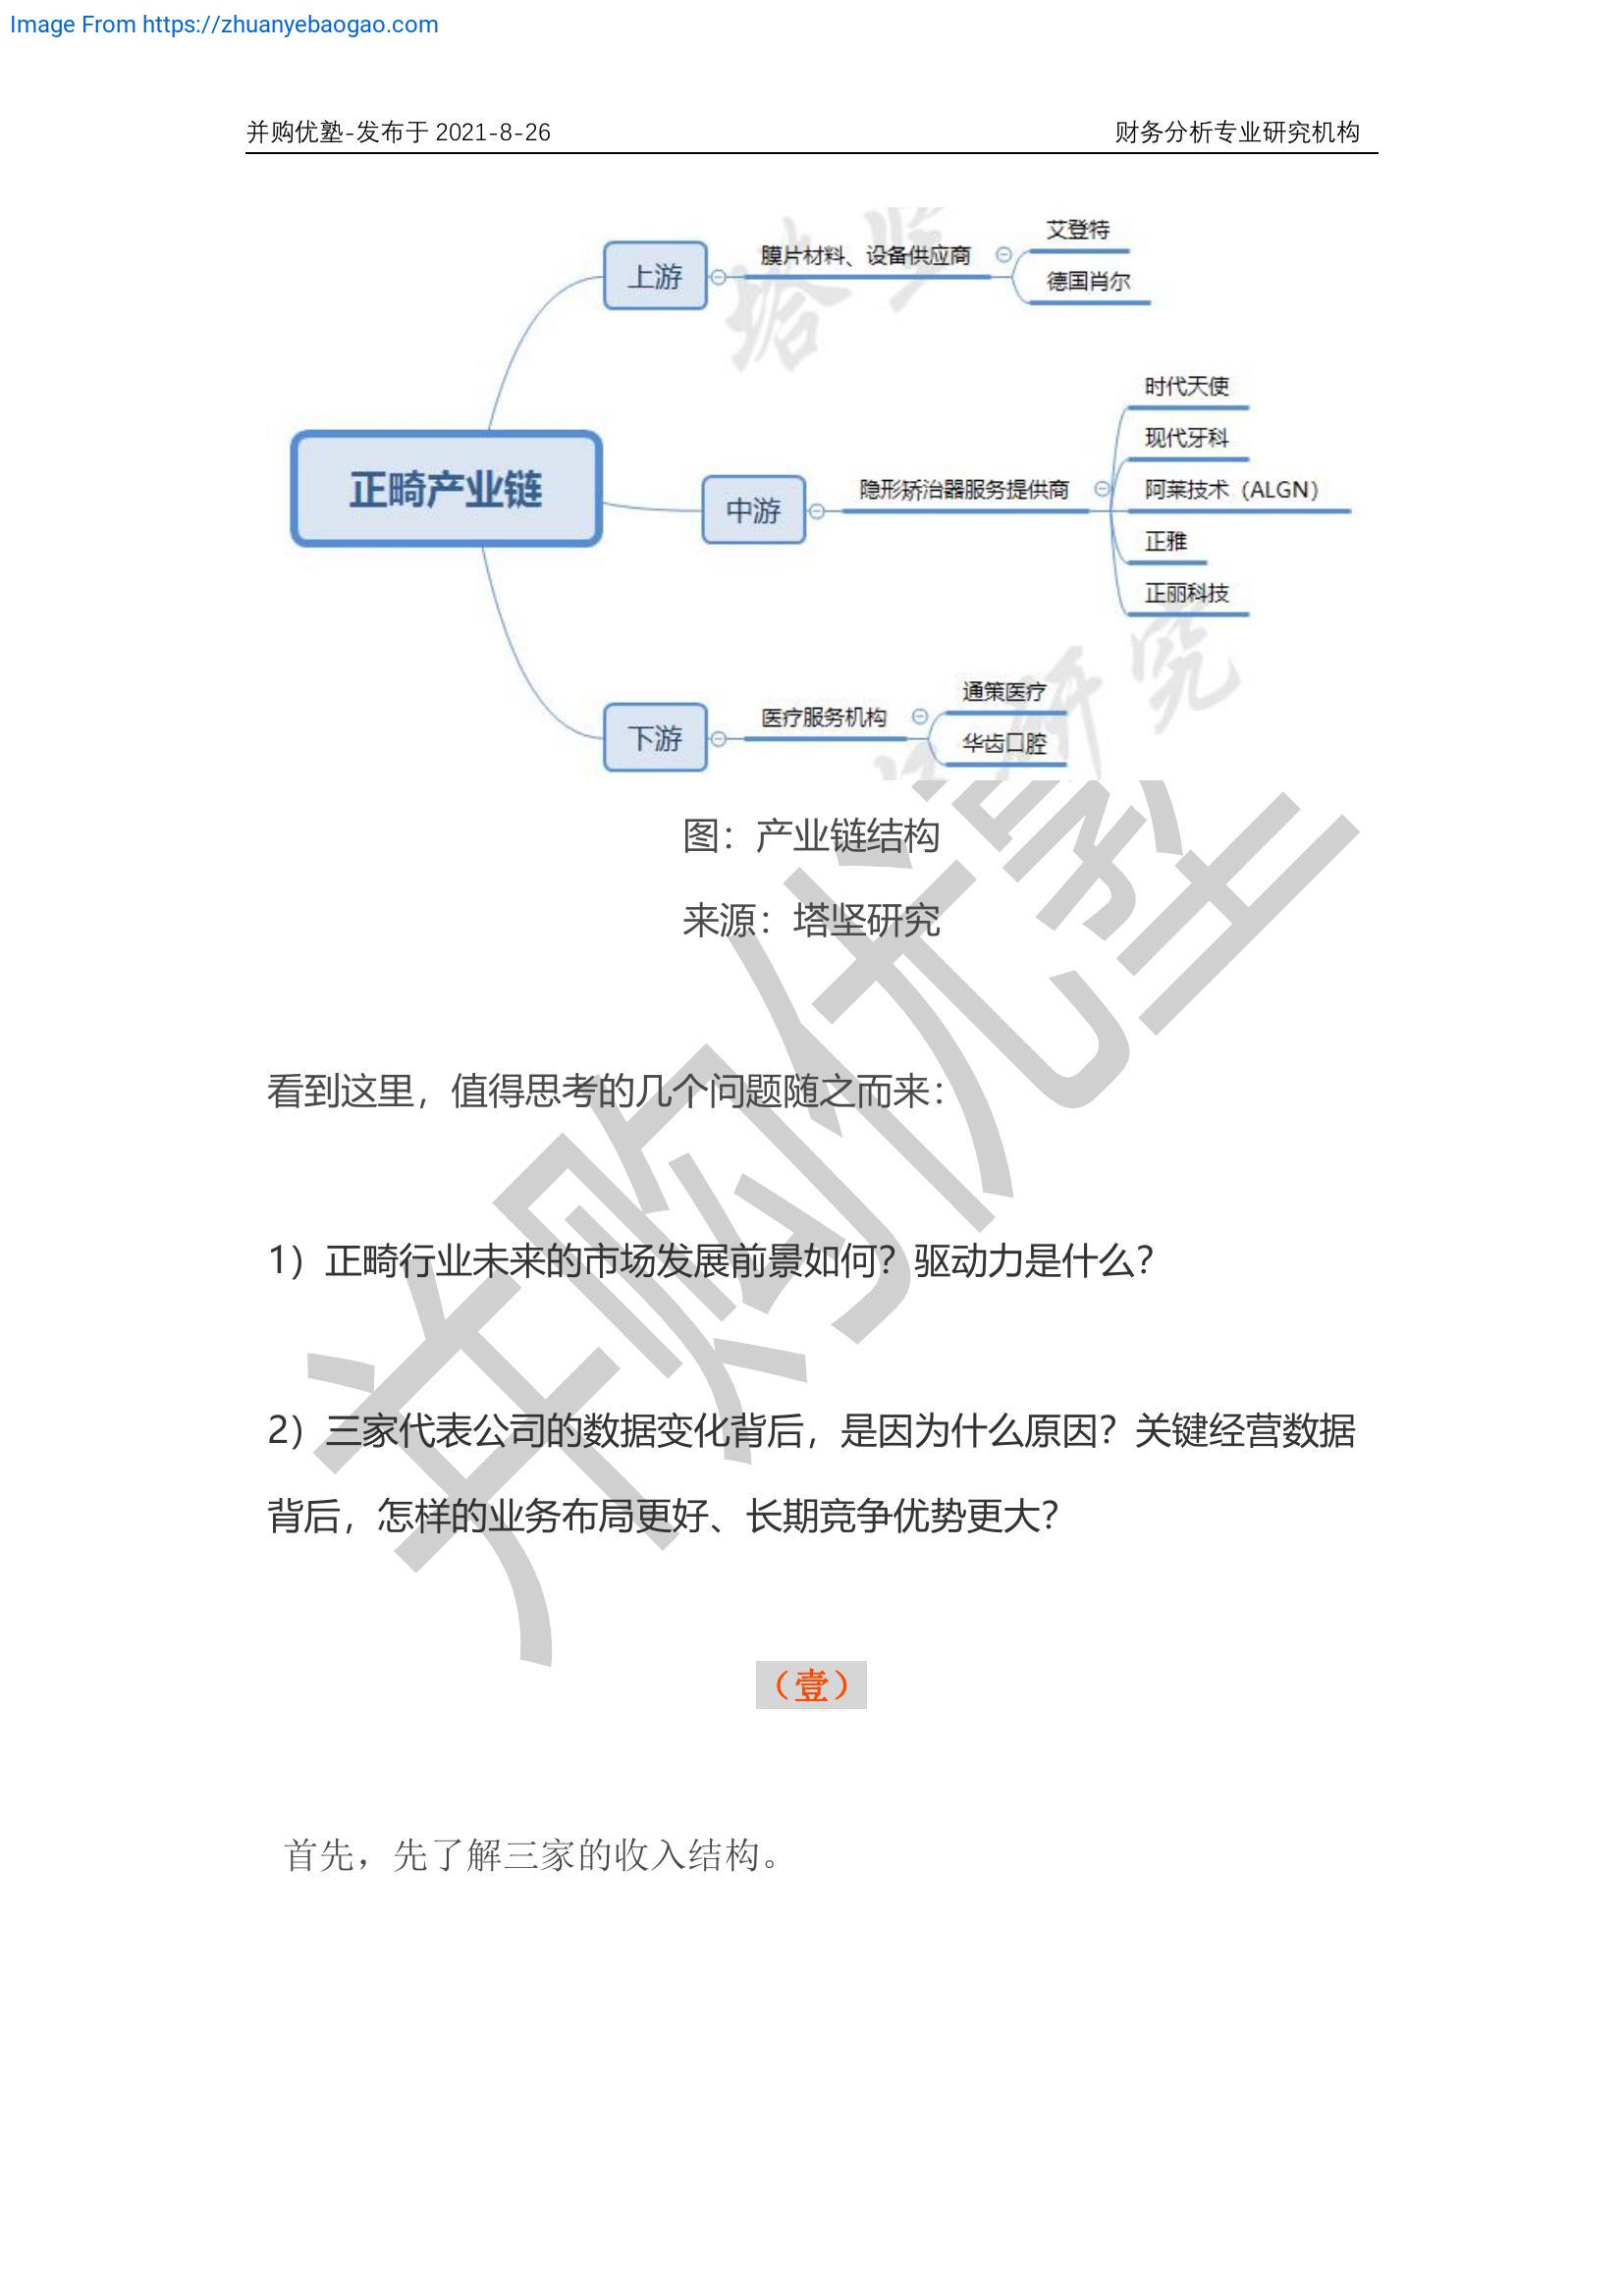 Image From https://zhuanyebaogao.com
并购优塾-发布于 2021-8-26
财务分析专业研究机构
正畸产业链
上游
膜片材料、设备供应商
艾登特
德国肖尔
中游
隐形矫治器服务提供商
时代天使
现代牙科
阿莱技术（ALGN）
正雅
正丽科技
下游
医疗服务机构
通策医疗
华齿口腔
塔坚研究
图：产业链结构
来源：塔坚研究
并购优塾
看到这里，值得思考的几个问题随之而来：
1）正畸行业未来的市场发展前景如何？驱动力是什么？
2）三家代表公司的数据变化背后，是因为什么原因？关键经营数据
背后，怎样的业务布局更好、长期竞争优势更大？
（壹）
首先，先了解三家的收入结构。